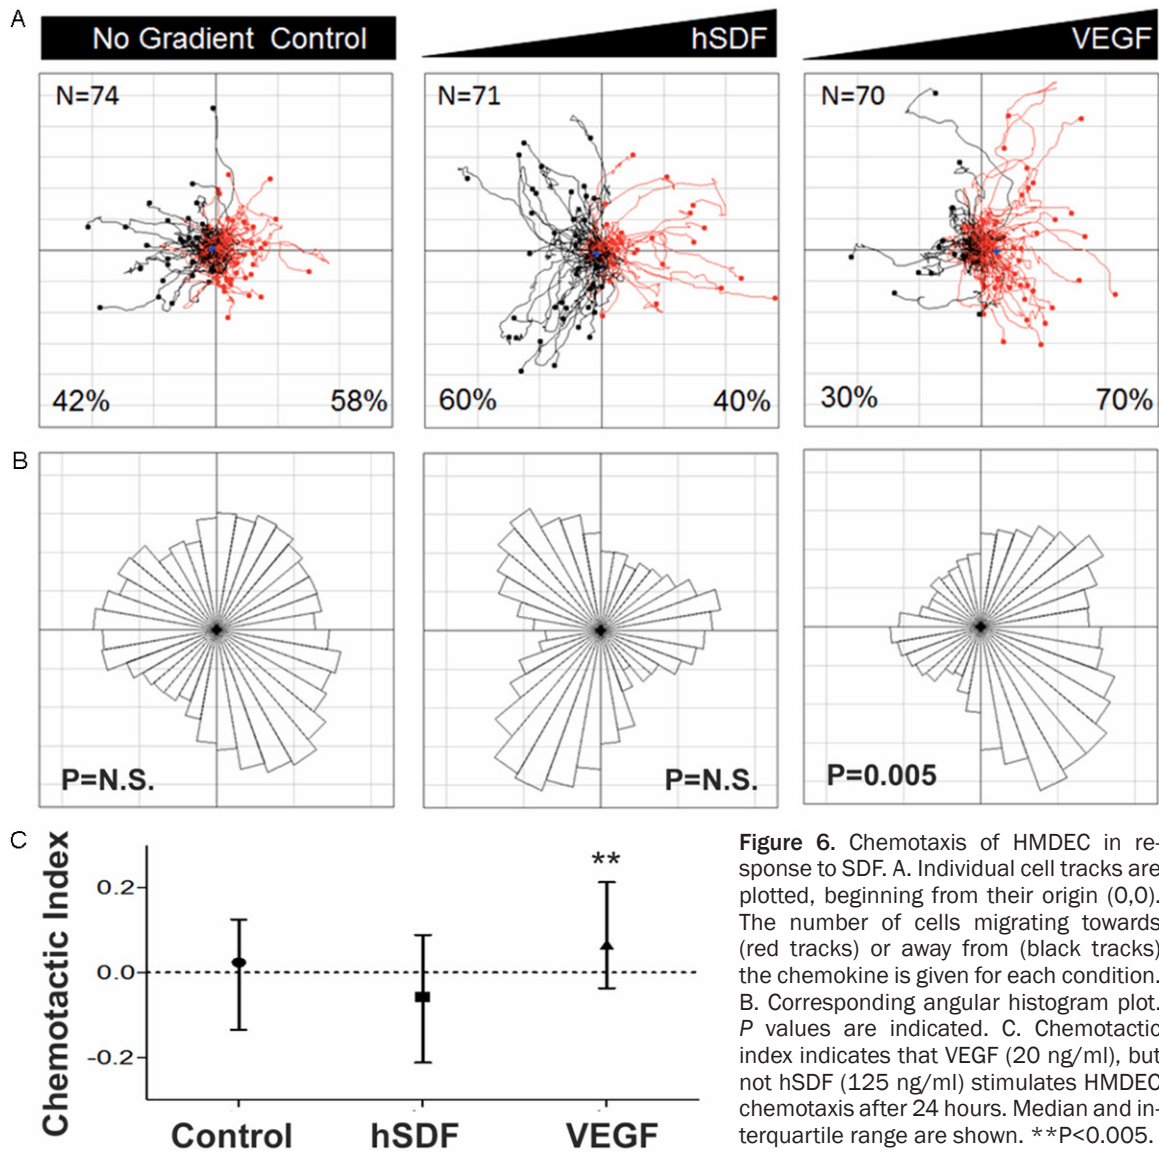 A
No Gradient Control
hSDF
VEGF
N=74
N=71
N=70
42%
58%
60%
40%
30%
70%
B
P=N.S.
P=N.S.
P=0.005
C
Chemotactic Index
0.2
0.0
-0.2
**
Control
hSDF
VEGF
Figure 6. Chemotaxis of HMDEC in re-
sponse to SDF. A. Individual cell tracks are
plotted, beginning from their origin (0,0).
The number of cells migrating towards
(red tracks) or away from (black tracks)
the chemokine is given for each condition.
B. Corresponding angular histogram plot.
P values are indicated. C. Chemotactic
index indicates that VEGF (20 ng/ml), but
not hSDF (125 ng/ml) stimulates HMDEC
chemotaxis after 24 hours. Median and in-
terquartile range are shown. **P<0.005.